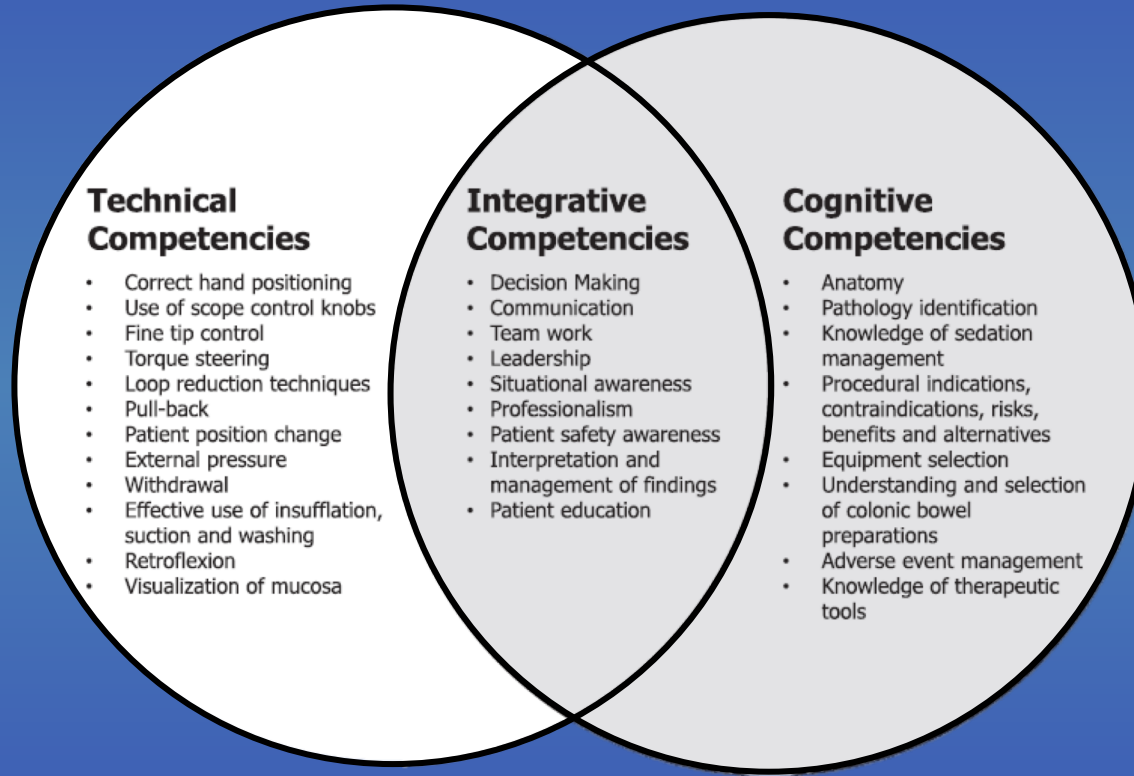 Technical
Competencies
• Correct hand positioning
• Use of scope control knobs
• Fine tip control
• Torque steering
• Loop reduction techniques
• Pull-back
• Patient position change
• External pressure
• Withdrawal
• Effective use of insufflation,
suction and washing
• Retroflexion
• Visualization of mucosa
Integrative
Competencies
• Decision Making
• Communication
• Team work
• Leadership
• Situational awareness
• Professionalism
• Patient safety awareness
• Interpretation and
management of findings
• Patient education
Cognitive
Competencies
• Anatomy
• Pathology identification
• Knowledge of sedation
management
• Procedural indications,
contraindications, risks,
benefits and alternatives
• Equipment selection
• Understanding and selection
of colonic bowel
preparations
• Adverse event management
• Knowledge of therapeutic
tools